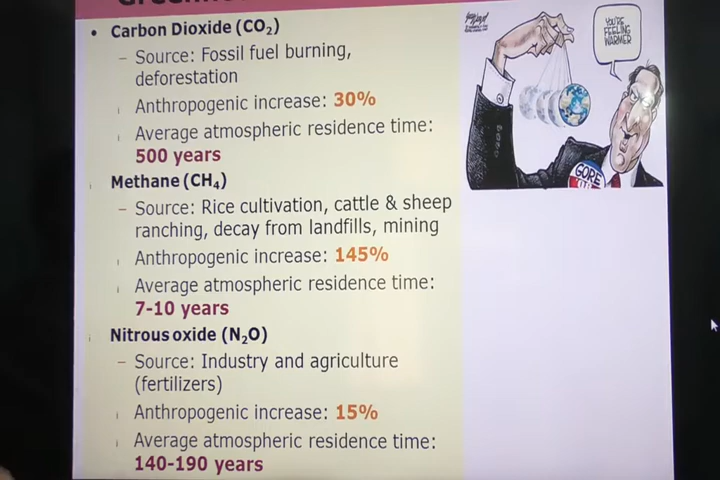 • Carbon Dioxide (CO₂)
– Source: Fossil fuel burning,
deforestation
Anthropogenic increase: 30%
Average atmospheric residence time:
500 years
Methane (CH₄)
– Source: Rice cultivation, cattle & sheep
ranching, decay from landfills, mining
Anthropogenic increase: 145%
Average atmospheric residence time:
7-10 years
Nitrous oxide (N₂O)
– Source: Industry and agriculture
(fertilizers)
Anthropogenic increase: 15%
Average atmospheric residence time:
140-190 years
YOU'RE
FEELING
WARMER
GORE